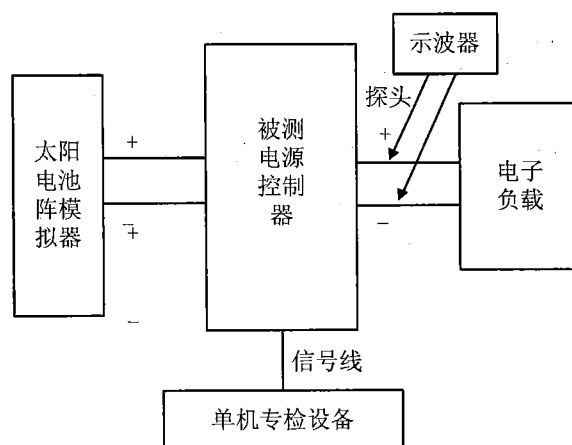 示波器
探头
太阳
电池
阵模
拟器
+
−
+
−
被测
电源
控制
器
+
−
电子
负载
信号线
单机专检设备